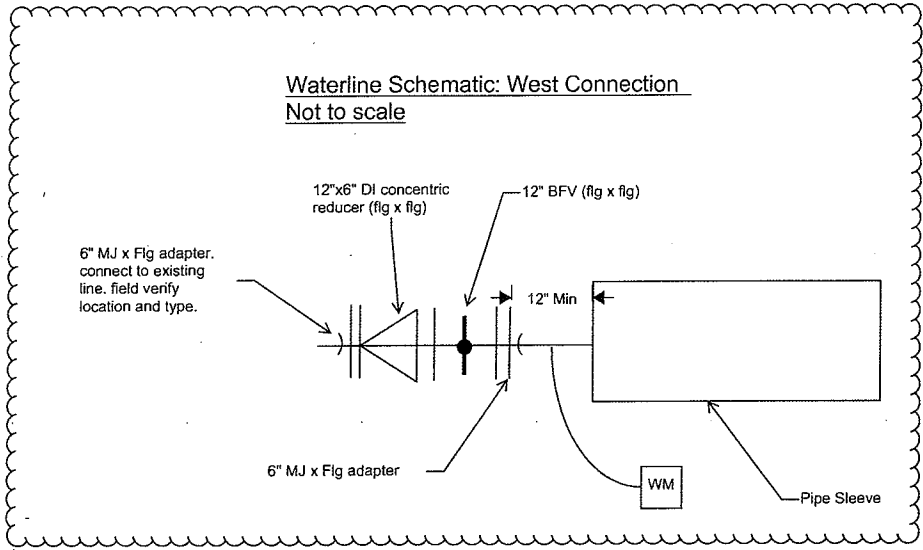 Waterline Schematic: West Connection
Not to scale
12"x6" DI concentric
reducer (flg x flg)
12" BFV (flg x flg)
6" MJ x Flg adapter.
connect to existing
line. field verify
location and type.
12" Min
6" MJ x Flg adapter
WM
Pipe Sleeve